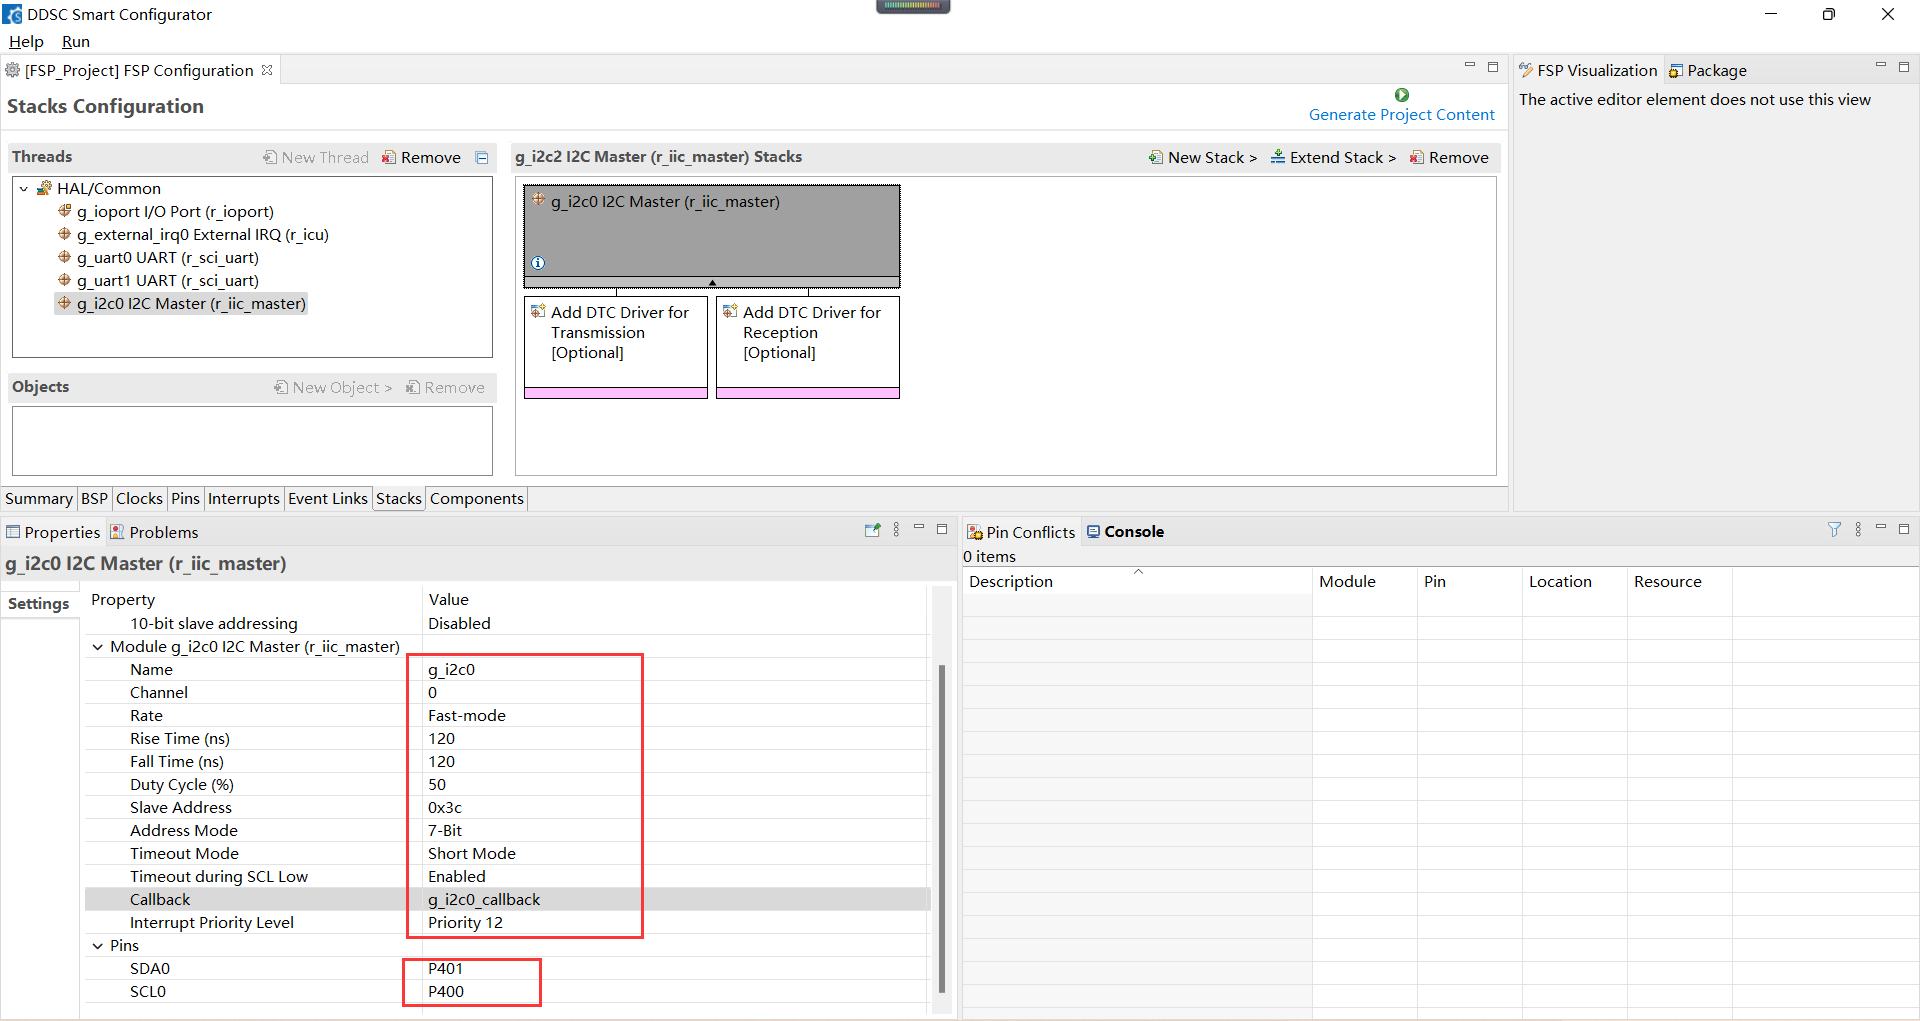 DDSC Smart Configurator
Help Run
[FSP_Project] FSP Configuration
Stacks Configuration
Generate Project Content
Threads New Thread Remove
HAL/Common
g_ioport I/O Port (r_ioport)
g_external_irq0 External IRQ (r_icu)
g_uart0 UART (r_sci_uart)
g_uart1 UART (r_sci_uart)
g_i2c0 I2C Master (r_iic_master)
Objects New Object > Remove
g_i2c2 I2C Master (r_iic_master) Stacks New Stack > Extend Stack > Remove
g_i2c0 I2C Master (r_iic_master)
Add DTC Driver for
Transmission
[Optional]
Add DTC Driver for
Reception
[Optional]
Summary BSP Clocks Pins Interrupts Event Links Stacks Components
FSP Visualization Package
The active editor element does not use this view
Properties Problems
g_i2c0 I2C Master (r_iic_master)
Settings
Property Value
10-bit slave addressing Disabled
Module g_i2c0 I2C Master (r_iic_master)
Name g_i2c0
Channel 0
Rate Fast-mode
Rise Time (ns) 120
Fall Time (ns) 120
Duty Cycle (%) 50
Slave Address 0x3c
Address Mode 7-Bit
Timeout Mode Short Mode
Timeout during SCL Low Enabled
Callback g_i2c0_callback
Interrupt Priority Level Priority 12
Pins
SDA0 P401
SCL0 P400
Pin Conflicts Console
0 items
Description Module Pin Location Resource